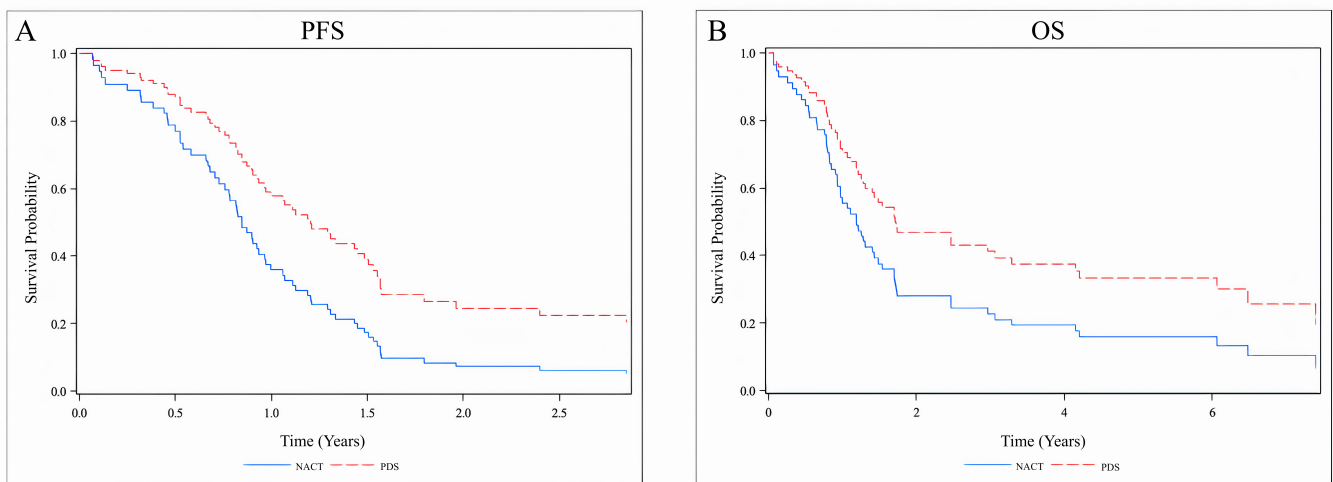 A
PFS
Survival Probability
1.0
0.8
0.6
0.4
0.2
0.0
0.0 0.5 1.0 1.5 2.0 2.5
Time (Years)
NACT PDS
B
OS
Survival Probability
1.0
0.8
0.6
0.4
0.2
0.0
0 2 4 6
Time (Years)
NACT PDS